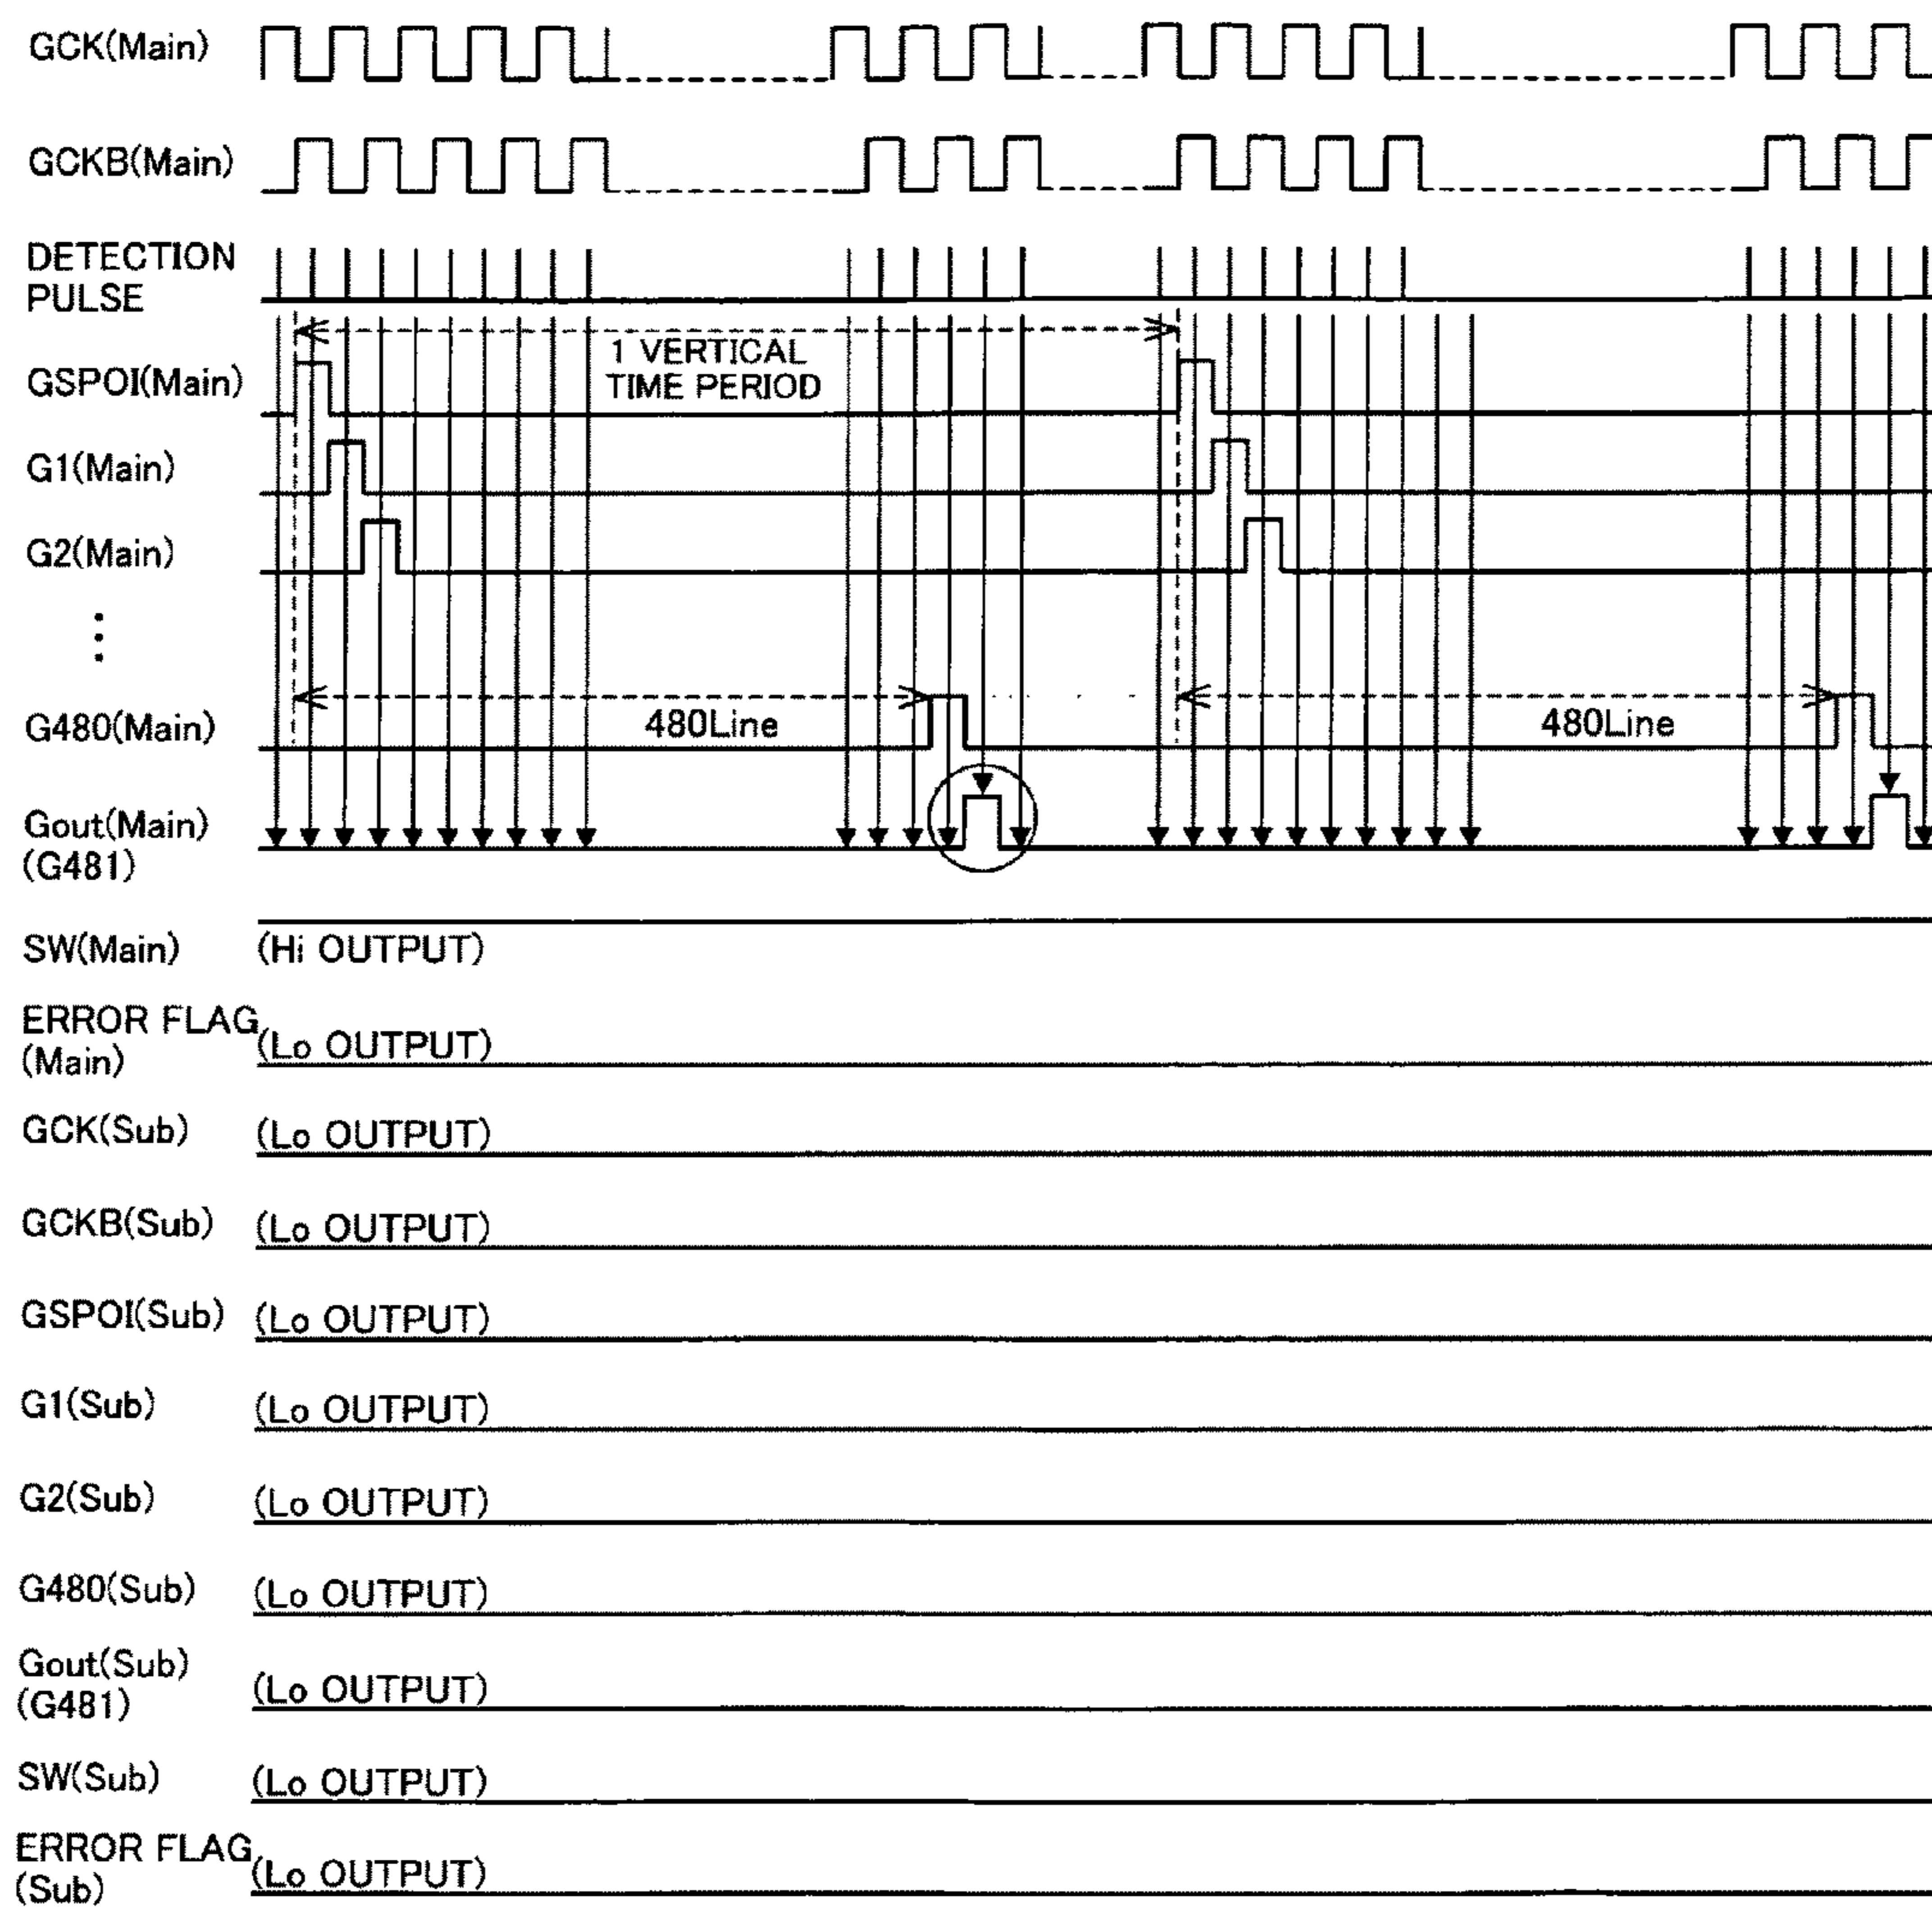 GCK(Main)
GCKB(Main)
DETECTION
PULSE
1 VERTICAL
TIME PERIOD
GSPOI(Main)
G1(Main)
G2(Main)
G480(Main)
480Line
480Line
Gout(Main)
(G481)
SW(Main) (Hi OUTPUT)
ERROR FLAG
(Main)
(Lo OUTPUT)
GCK(Sub) (Lo OUTPUT)
GCKB(Sub) (Lo OUTPUT)
GSPOI(Sub) (Lo OUTPUT)
G1(Sub) (Lo OUTPUT)
G2(Sub) (Lo OUTPUT)
G480(Sub) (Lo OUTPUT)
Gout(Sub)
(G481)
(Lo OUTPUT)
SW(Sub) (Lo OUTPUT)
ERROR FLAG
(Sub)
(Lo OUTPUT)